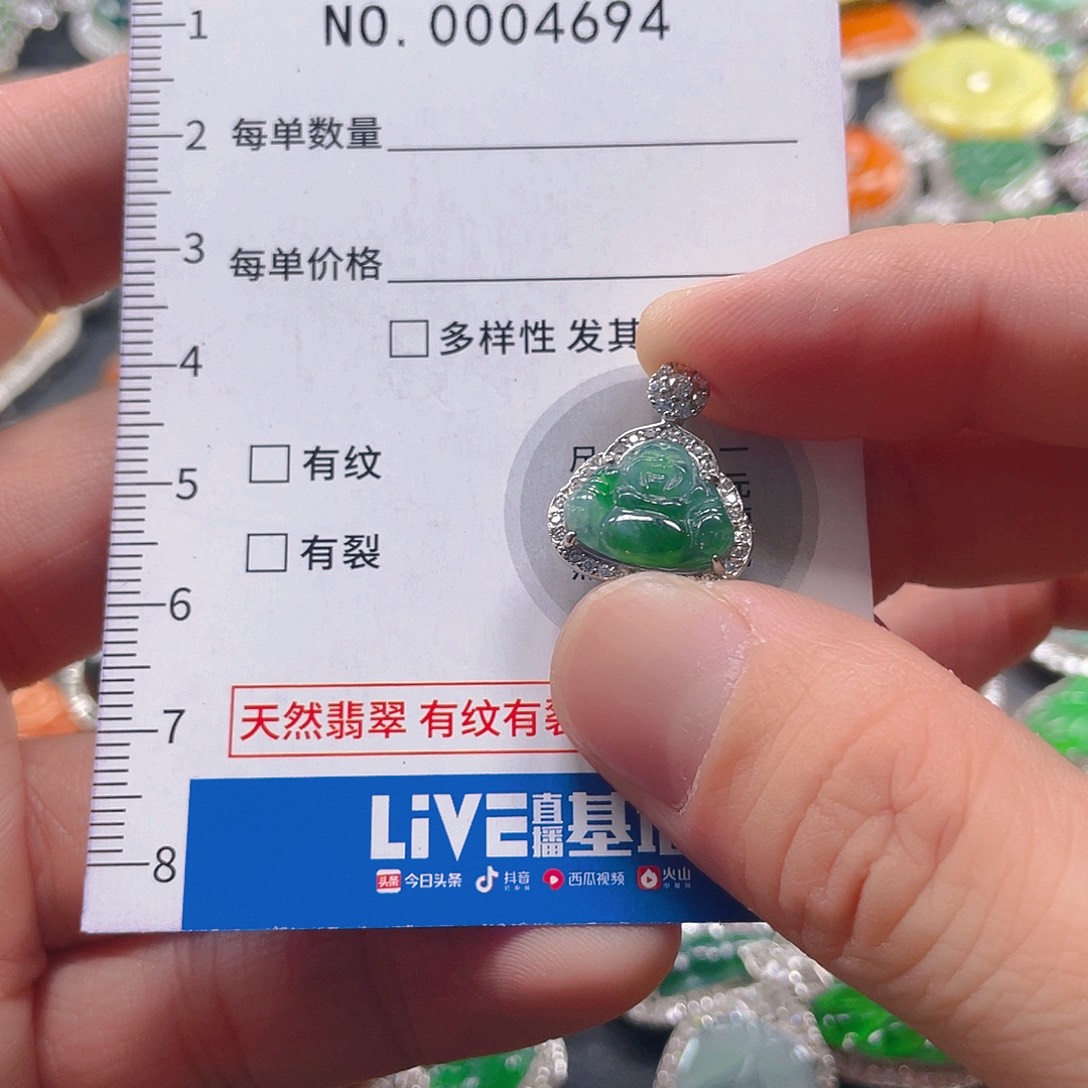 1
NO. 0004694
2
每单数量
3
每单价格
4
多样性 发其
5
有纹
有裂
6
7
天然翡翠 有纹有裂
8
LiVE直播基地
今日头条 抖音 西瓜视频 火山